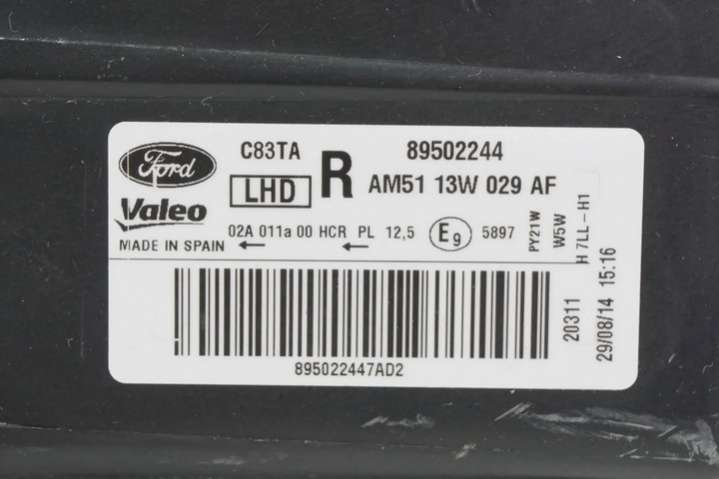 Ford C83TA R 89502244
LHD AM51 13W 029 AF
Valeo 02A 011a 00 HCR PL 12,5 E9 5897
MADE IN SPAIN
PY21W
W5W
H7LL-H1
20311
29/08/14 15:16
895022447AD2